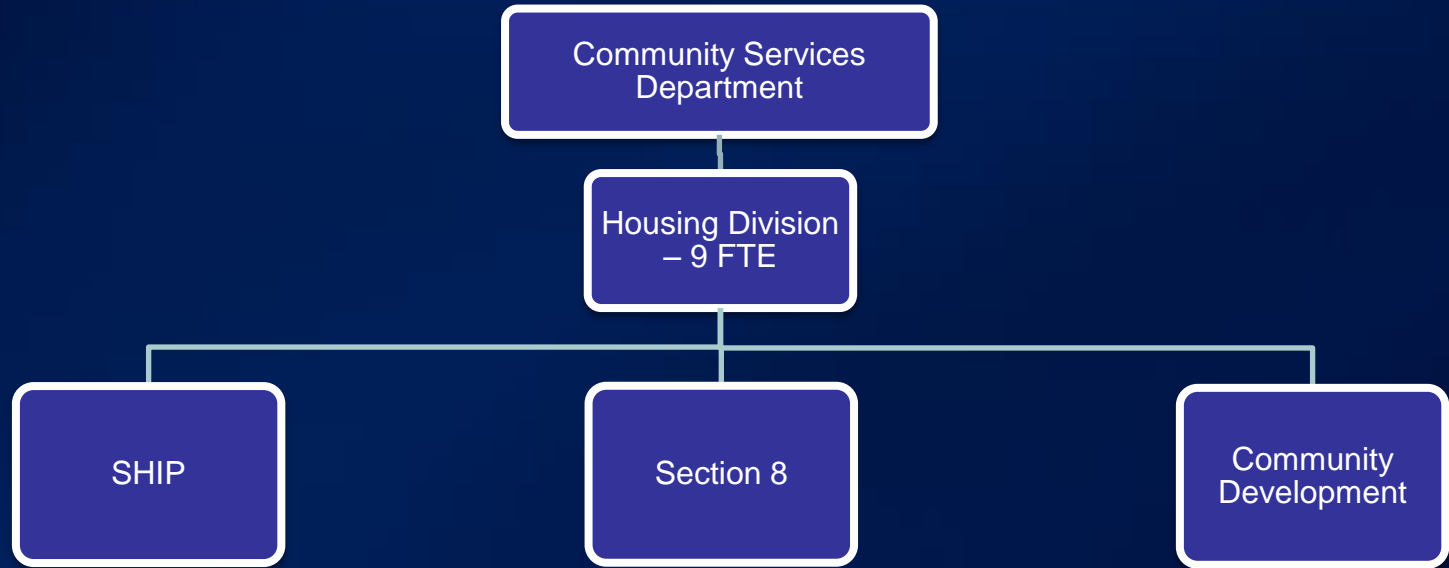 Community Services
Department
Housing Division
– 9 FTE
SHIP
Section 8
Community
Development